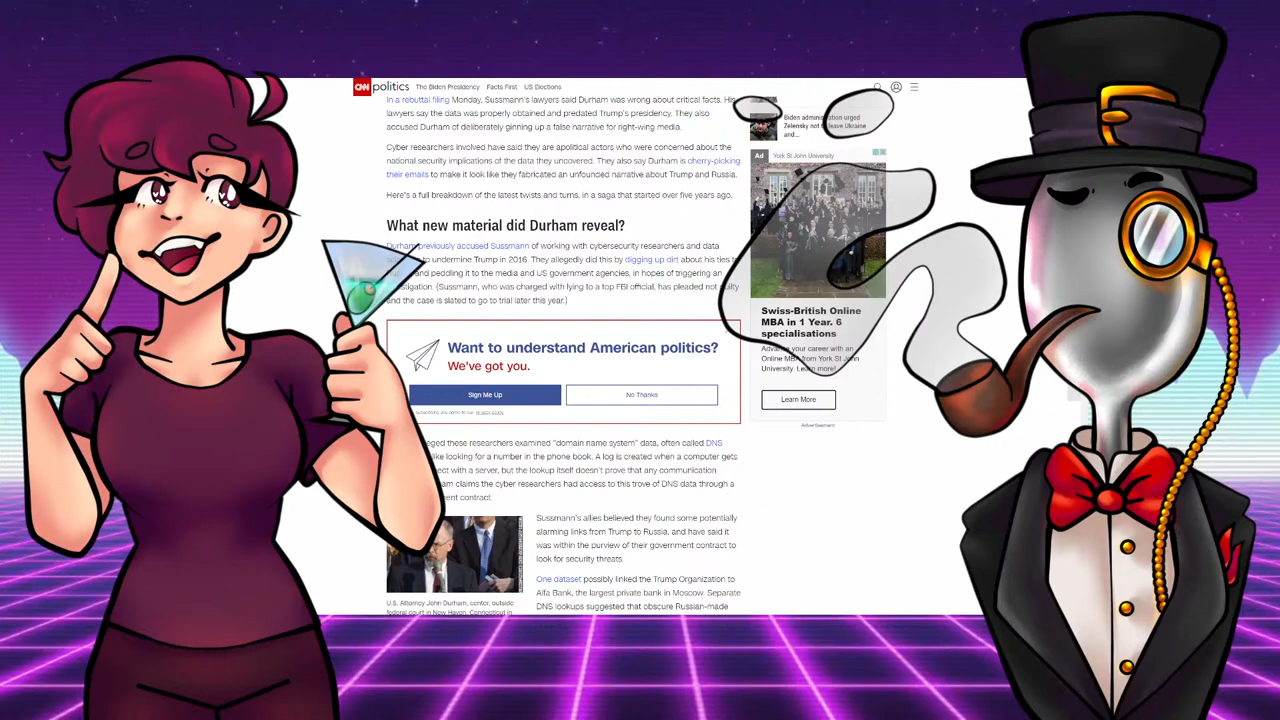 CNN politics The Biden Presidency Facts First US Elections
In a rebuttal filing Monday, Sussmann's lawyers said Durham was wrong about critical facts. His
lawyers say the data was properly obtained and predated Trump's presidency. They also
accused Durham of deliberately ginning up a false narrative for right-wing media.
Cyber researchers involved have said they are apolitical actors who were concerned about the
national security implications of the data they uncovered. They also say Durham is cherry-picking
their emails to make it look like they fabricated an unfounded narrative about Trump and Russia.
Here's a full breakdown of the latest twists and turns, in a saga that started over five years ago.
What new material did Durham reveal?
Durham previously accused Sussmann of working with cybersecurity researchers and data
to undermine Trump in 2016. They allegedly did this by digging up dirt about his ties to
and peddling it to the media and US government agencies, in hopes of triggering an
investigation. (Sussmann, who was charged with lying to a top FBI official, has pleaded not guilty
and the case is slated to go to trial later this year.)
Want to understand American politics?
We've got you.
Sign Me Up
No Thanks
subscribing you agree to our privacy policy.
these researchers examined "domain name system" data, often called DNS
like looking for a number in the phone book. A log is created when a computer gets
with a server, but the lookup itself doesn't prove that any communication
claims the cyber researchers had access to this trove of DNS data through a
contract
Sussmann's allies believed they found some potentially
alarming links from Trump to Russia, and have said it
was within the purview of their government contract to
look for security threats.
One dataset possibly linked the Trump Organization to
Alfa Bank, the largest private bank in Moscow. Separate
DNS lookups suggested that obscure Russian-made
U.S. Attorney John Durham, center, outside
federal court in New Haven, Connecticut in
Biden administration urged
Zelensky not to leave Ukraine
and...
Ad York St John University
Swiss-British Online
MBA in 1 Year. 6
specialisations
Advance your career with an
Online MBA from York St John
University. Learn more!
Learn More
Advertisement